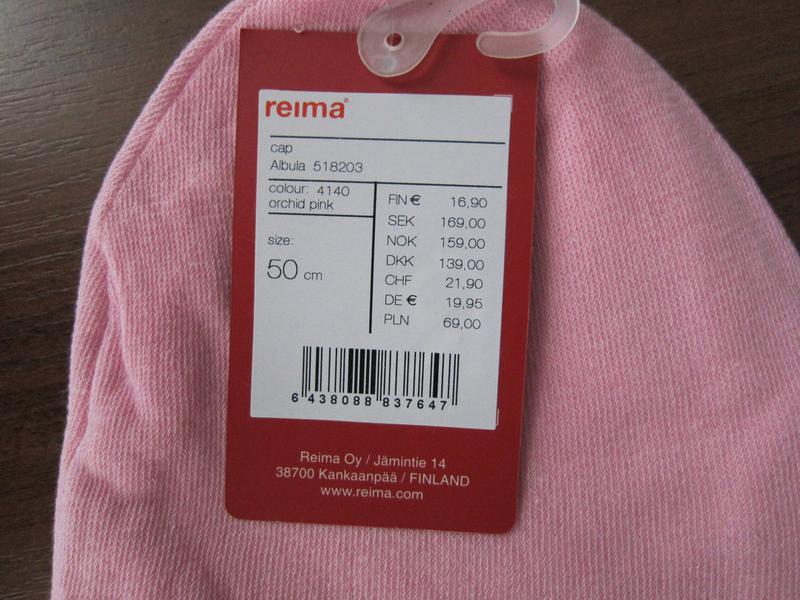 reima®
cap
Albula 518203
colour: 4140
orchid pink
size:
50 cm
FIN € 16,90
SEK 169,00
NOK 159,00
DKK 139,00
CHF 21,90
DE € 19,95
PLN 69,00
6 438088 837647
Reima Oy / Jämintie 14
38700 Kankaanpää / FINLAND
www.reima.com